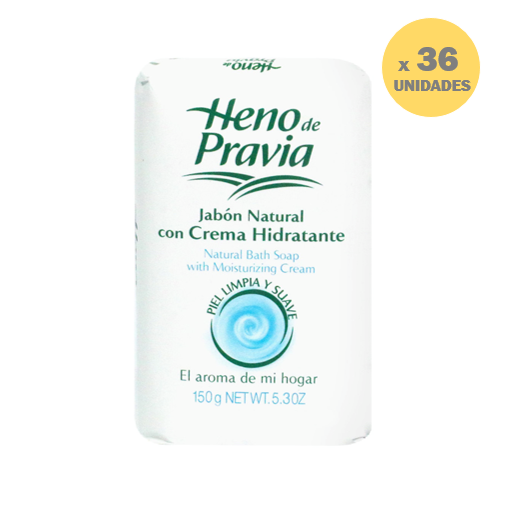 x 36
UNIDADES
Heno de
Heno de
Pravia
Jabón Natural
con Crema Hidratante
Natural Bath Soap
with Moisturizing Cream
PIEL LIMPIA Y SUAVE
El aroma de mi hogar
150g NET WT. 5.3OZ